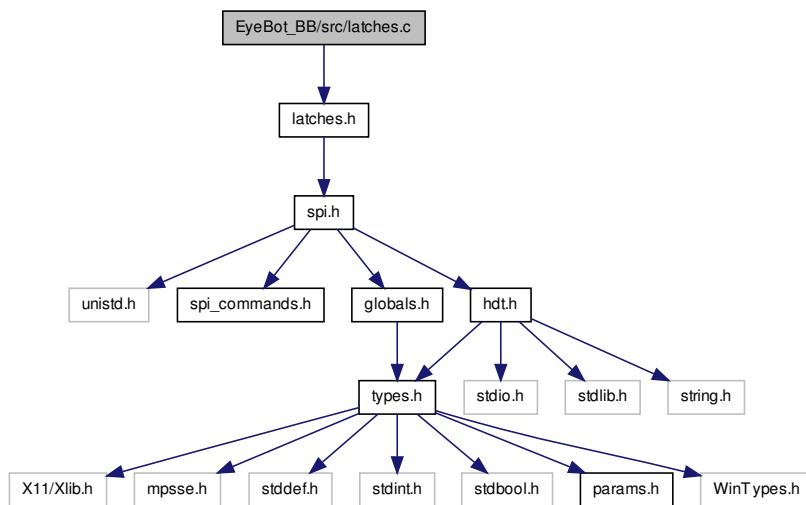 EyeBot_BB/src/latches.c
latches.h
spi.h
unistd.h
spi_commands.h
globals.h
hdt.h
types.h
stdio.h
stdlib.h
string.h
X11/Xlib.h
mpsse.h
stddef.h
stdint.h
stdbool.h
params.h
WinTypes.h